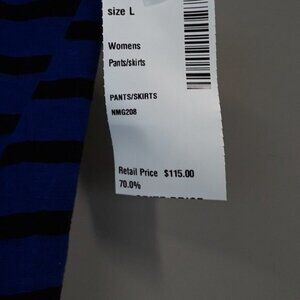 size L
Womens
Pants/skirts
PANTS/SKIRTS
NMG208
Retail Price $115.00
70.0%